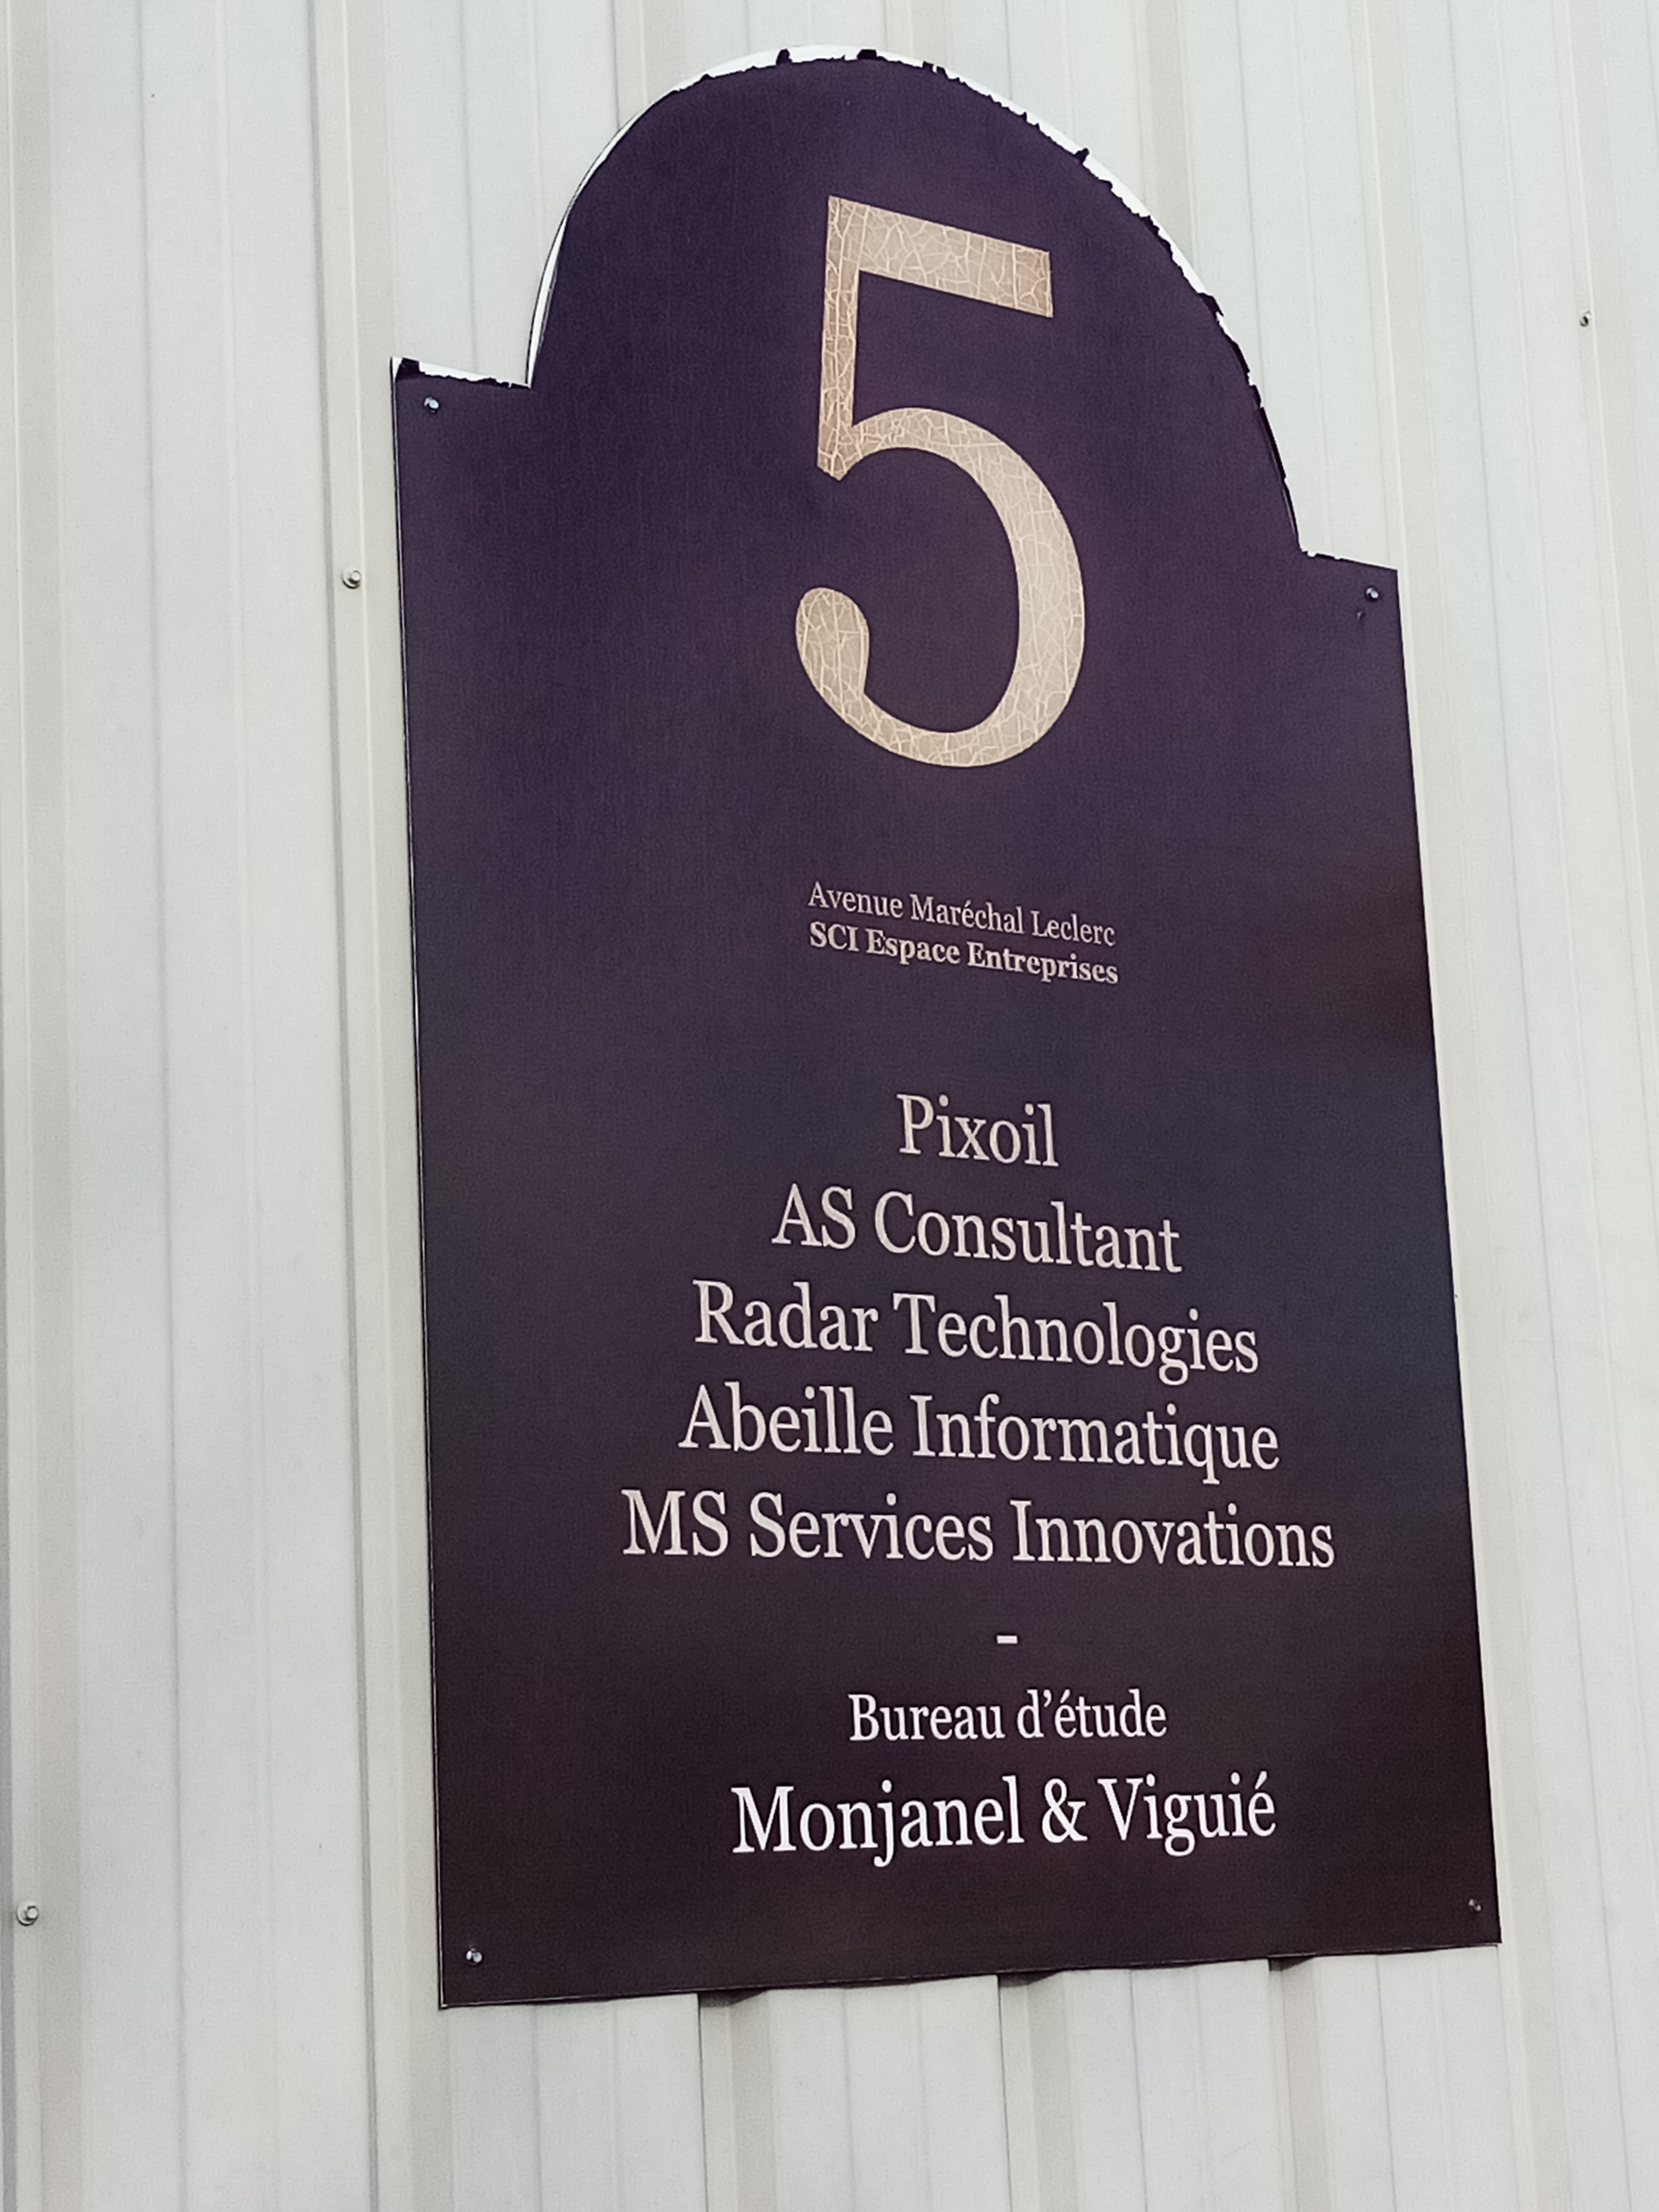 5
Avenue Maréchal Leclerc
SCI Espace Entreprises
Pixoil
AS Consultant
Radar Technologies
Abeille Informatique
MS Services Innovations
-
Bureau d’étude
Monjanel & Viguié